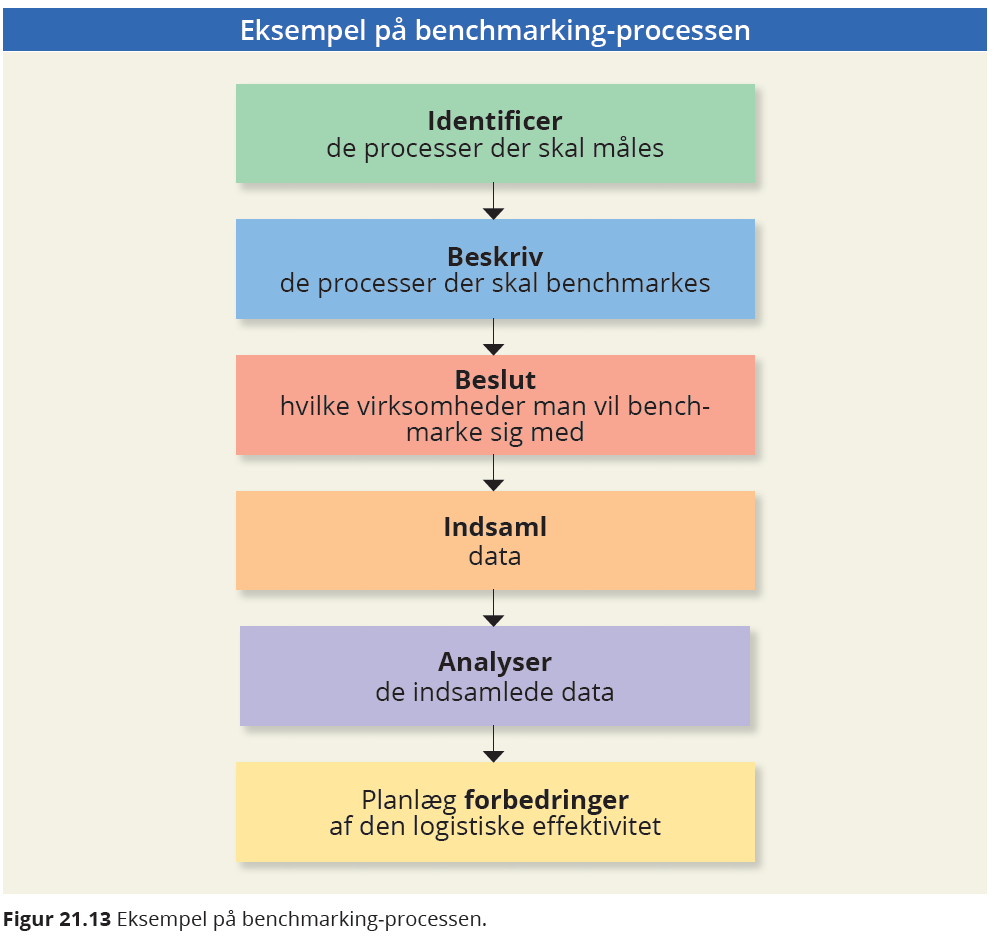 Eksempel på benchmarking-processen
Identificer
de processer der skal måles
Beskriv
de processer der skal benchmarkes
Beslut
hvilke virksomheder man vil bench-
marke sig med
Indsaml
data
Analyser
de indsamlede data
Planlæg forbedringer
af den logistiske effektivitet
Figur 21.13 Eksempel på benchmarking-processen.